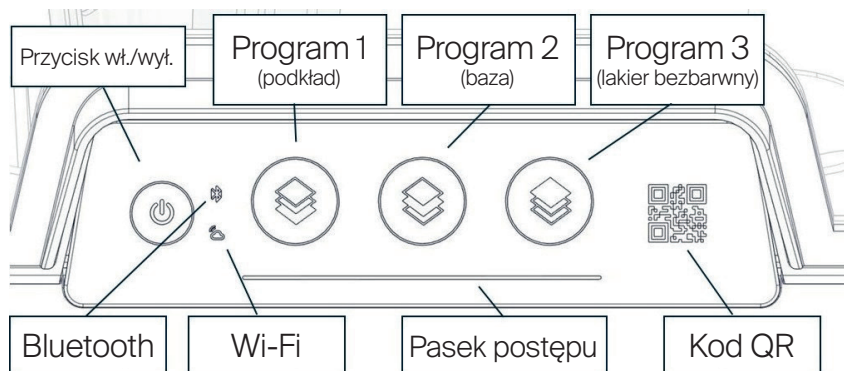 Przycisk wł./wył.
Program 1
(podkład)
Program 2
(baza)
Program 3
(lakier bezbarwny)
Bluetooth
Wi-Fi
Pasek postępu
Kod QR